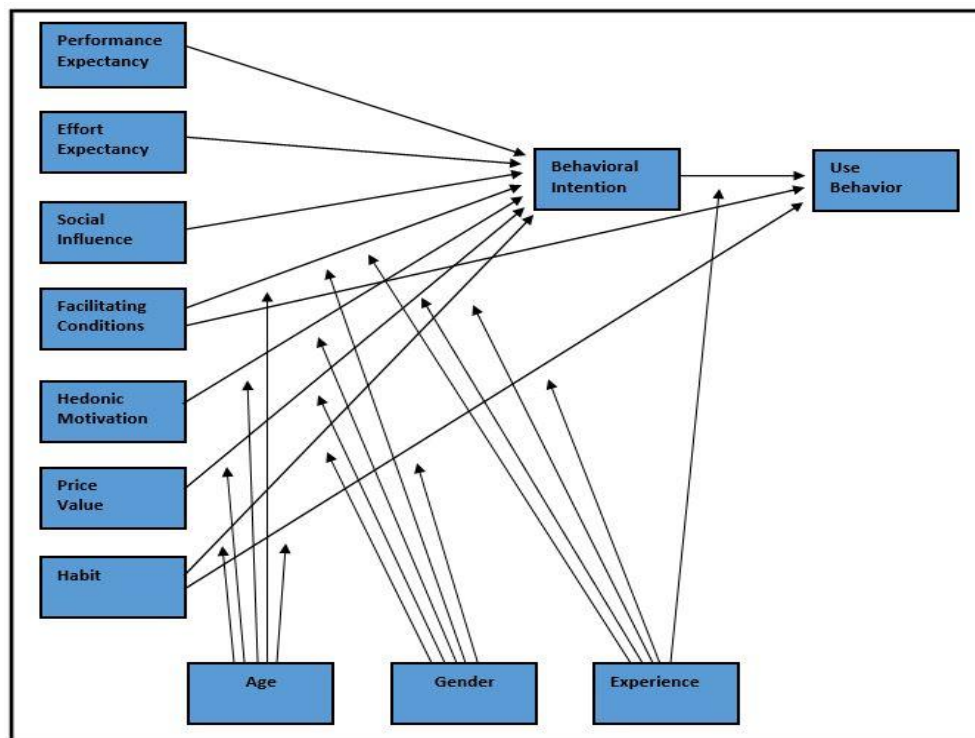 Performance
Expectancy
Effort
Expectancy
Social
Influence
Facilitating
Conditions
Hedonic
Motivation
Price
Value
Habit
Behavioral
Intention
Use
Behavior
Age
Gender
Experience